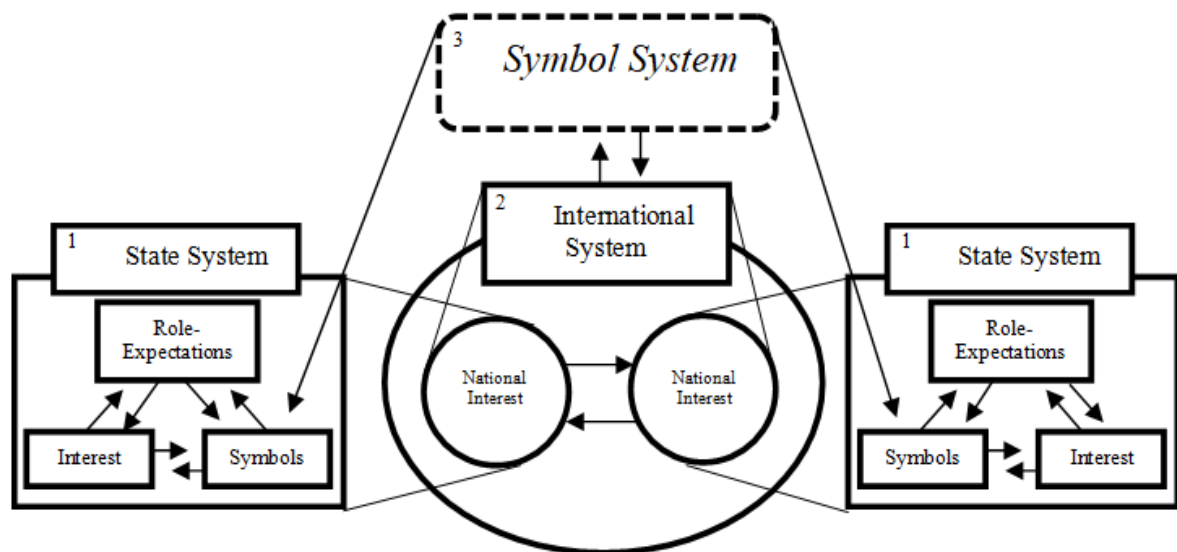 3
Symbol System
2
International
System
1
State System
Role-
Expectations
Interest
Symbols
National
Interest
National
Interest
1
State System
Role-
Expectations
Symbols
Interest